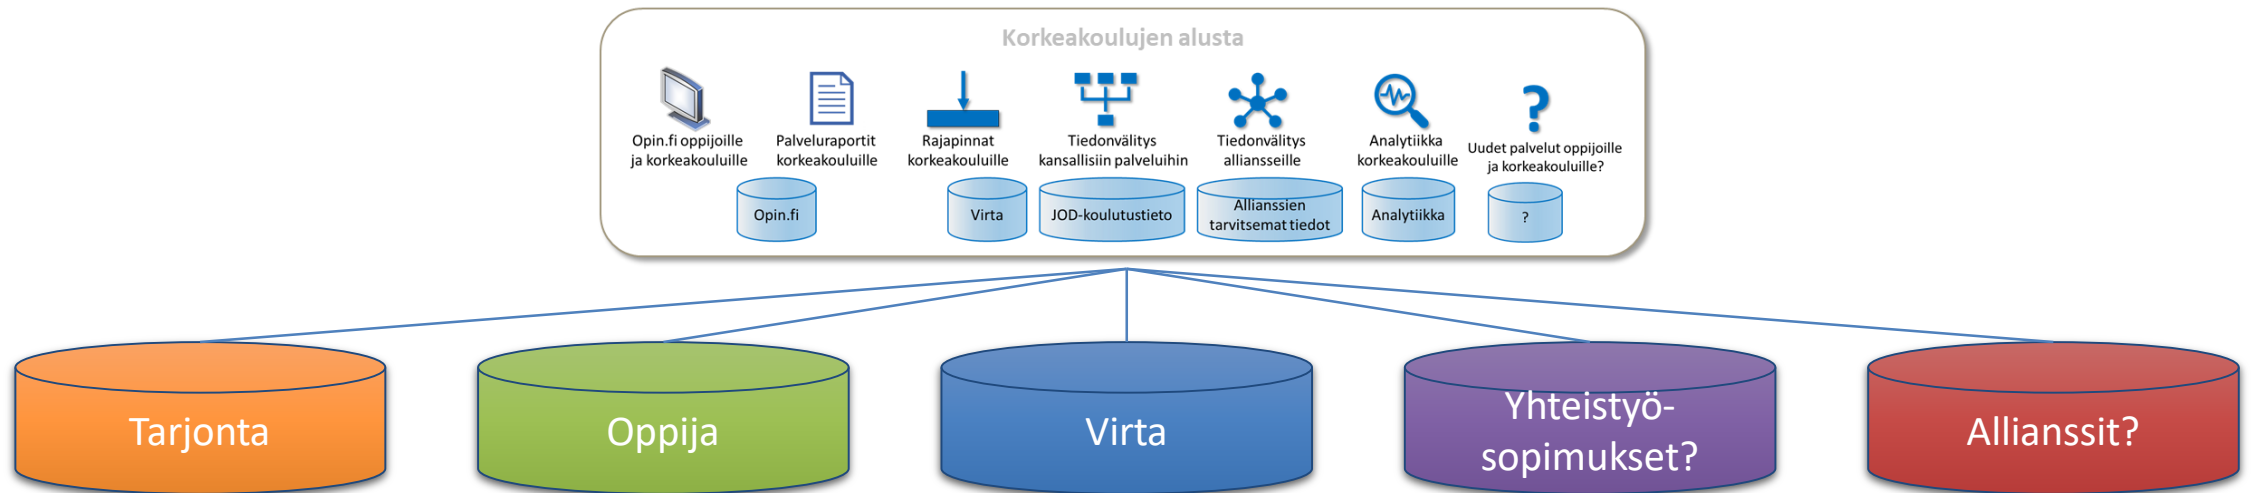 Korkeakoulujen alusta
Opin.fi oppijoille
ja korkeakouluille
Palveluraportit
korkeakouluille
Rajapinnat
korkeakouluille
Tiedonvälitys
kansallisiin palveluihin
Tiedonvälitys
alliansseille
Analytiikka
korkeakouluille
?
Uudet palvelut oppijoille
ja korkeakouluille?
Opin.fi
Virta
JOD-koulutustieto
Allianssien
tarvitsemat tiedot
Analytiikka
?
Tarjonta
Oppija
Virta
Yhteistyö-
sopimukset?
Allianssit?